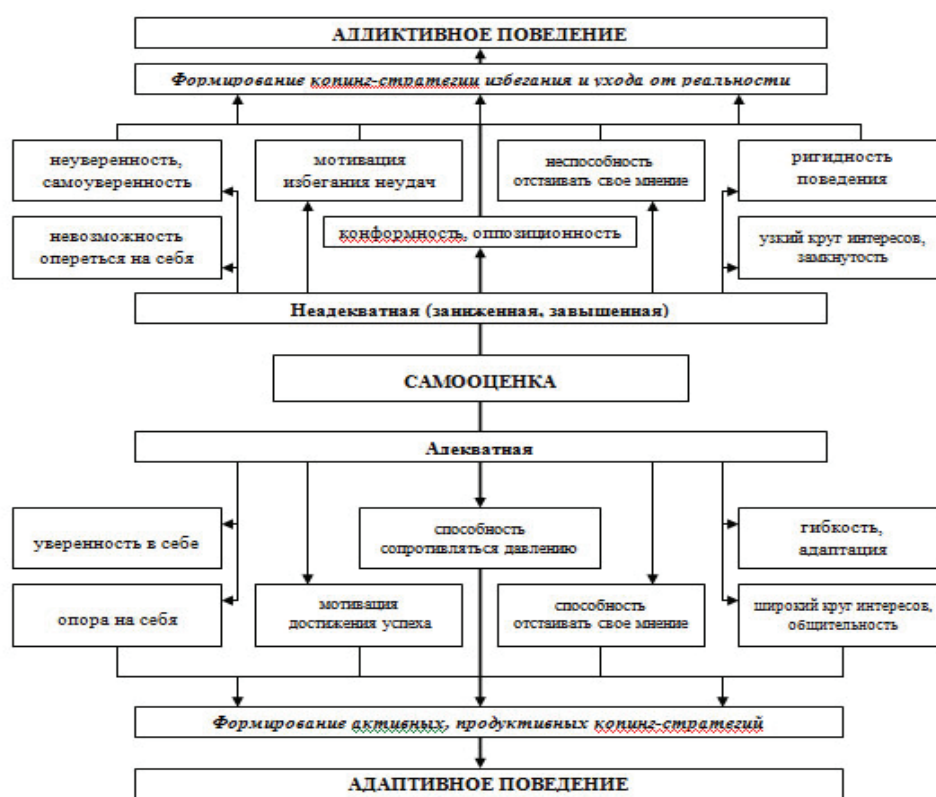 АДДИКТИВНОЕ ПОВЕДЕНИЕ
Формирование копинг-стратегии избегания и ухода от реальности
неуверенность,
самоуверенность
мотивация
избегания неудач
неспособность
отстаивать свое мнение
ригидность
поведения
невозможность
опереться на себя
конформность, оппозиционность
узкий круг интересов,
замкнутость
Неадекватная (заниженная, завышенная)
САМООЦЕНКА
Адекватная
уверенность в себе
способность
сопротивляться давлению
гибкость,
адаптация
опора на себя
мотивация
достижения успеха
способность
отстаивать свое мнение
широкий круг интересов,
общительность
Формирование активных, продуктивных копинг-стратегий
АДАПТИВНОЕ ПОВЕДЕНИЕ